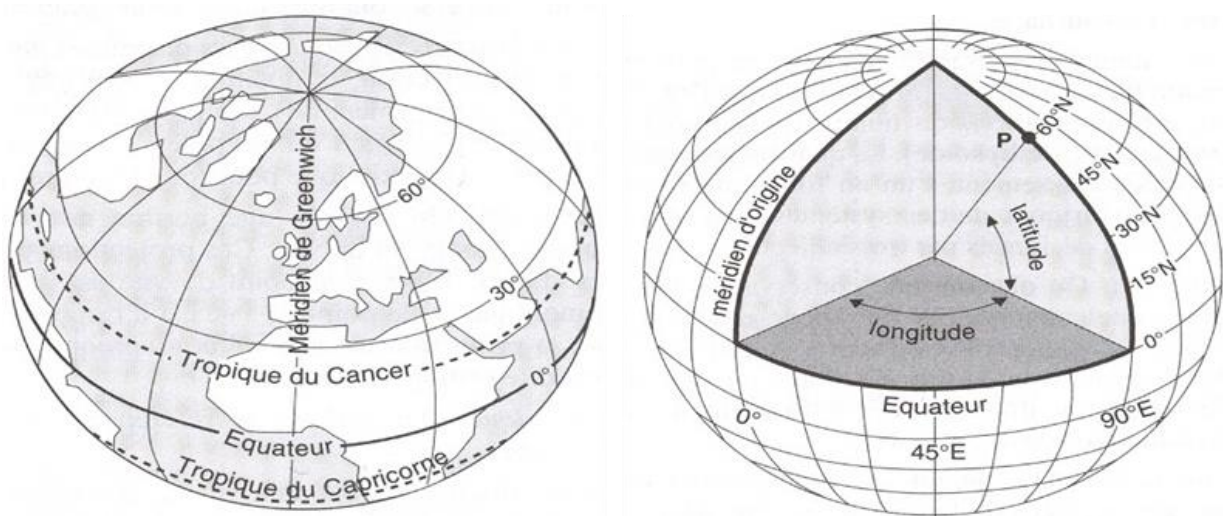 Méridien de Greenwich
60°
30°
0°
Tropique du Cancer
Equateur
Tropique du Capricorne
P
60°N
45°N
30°N
15°N
0°
méridien d'origine
latitude
longitude
Equateur
0°
45°E
90°E